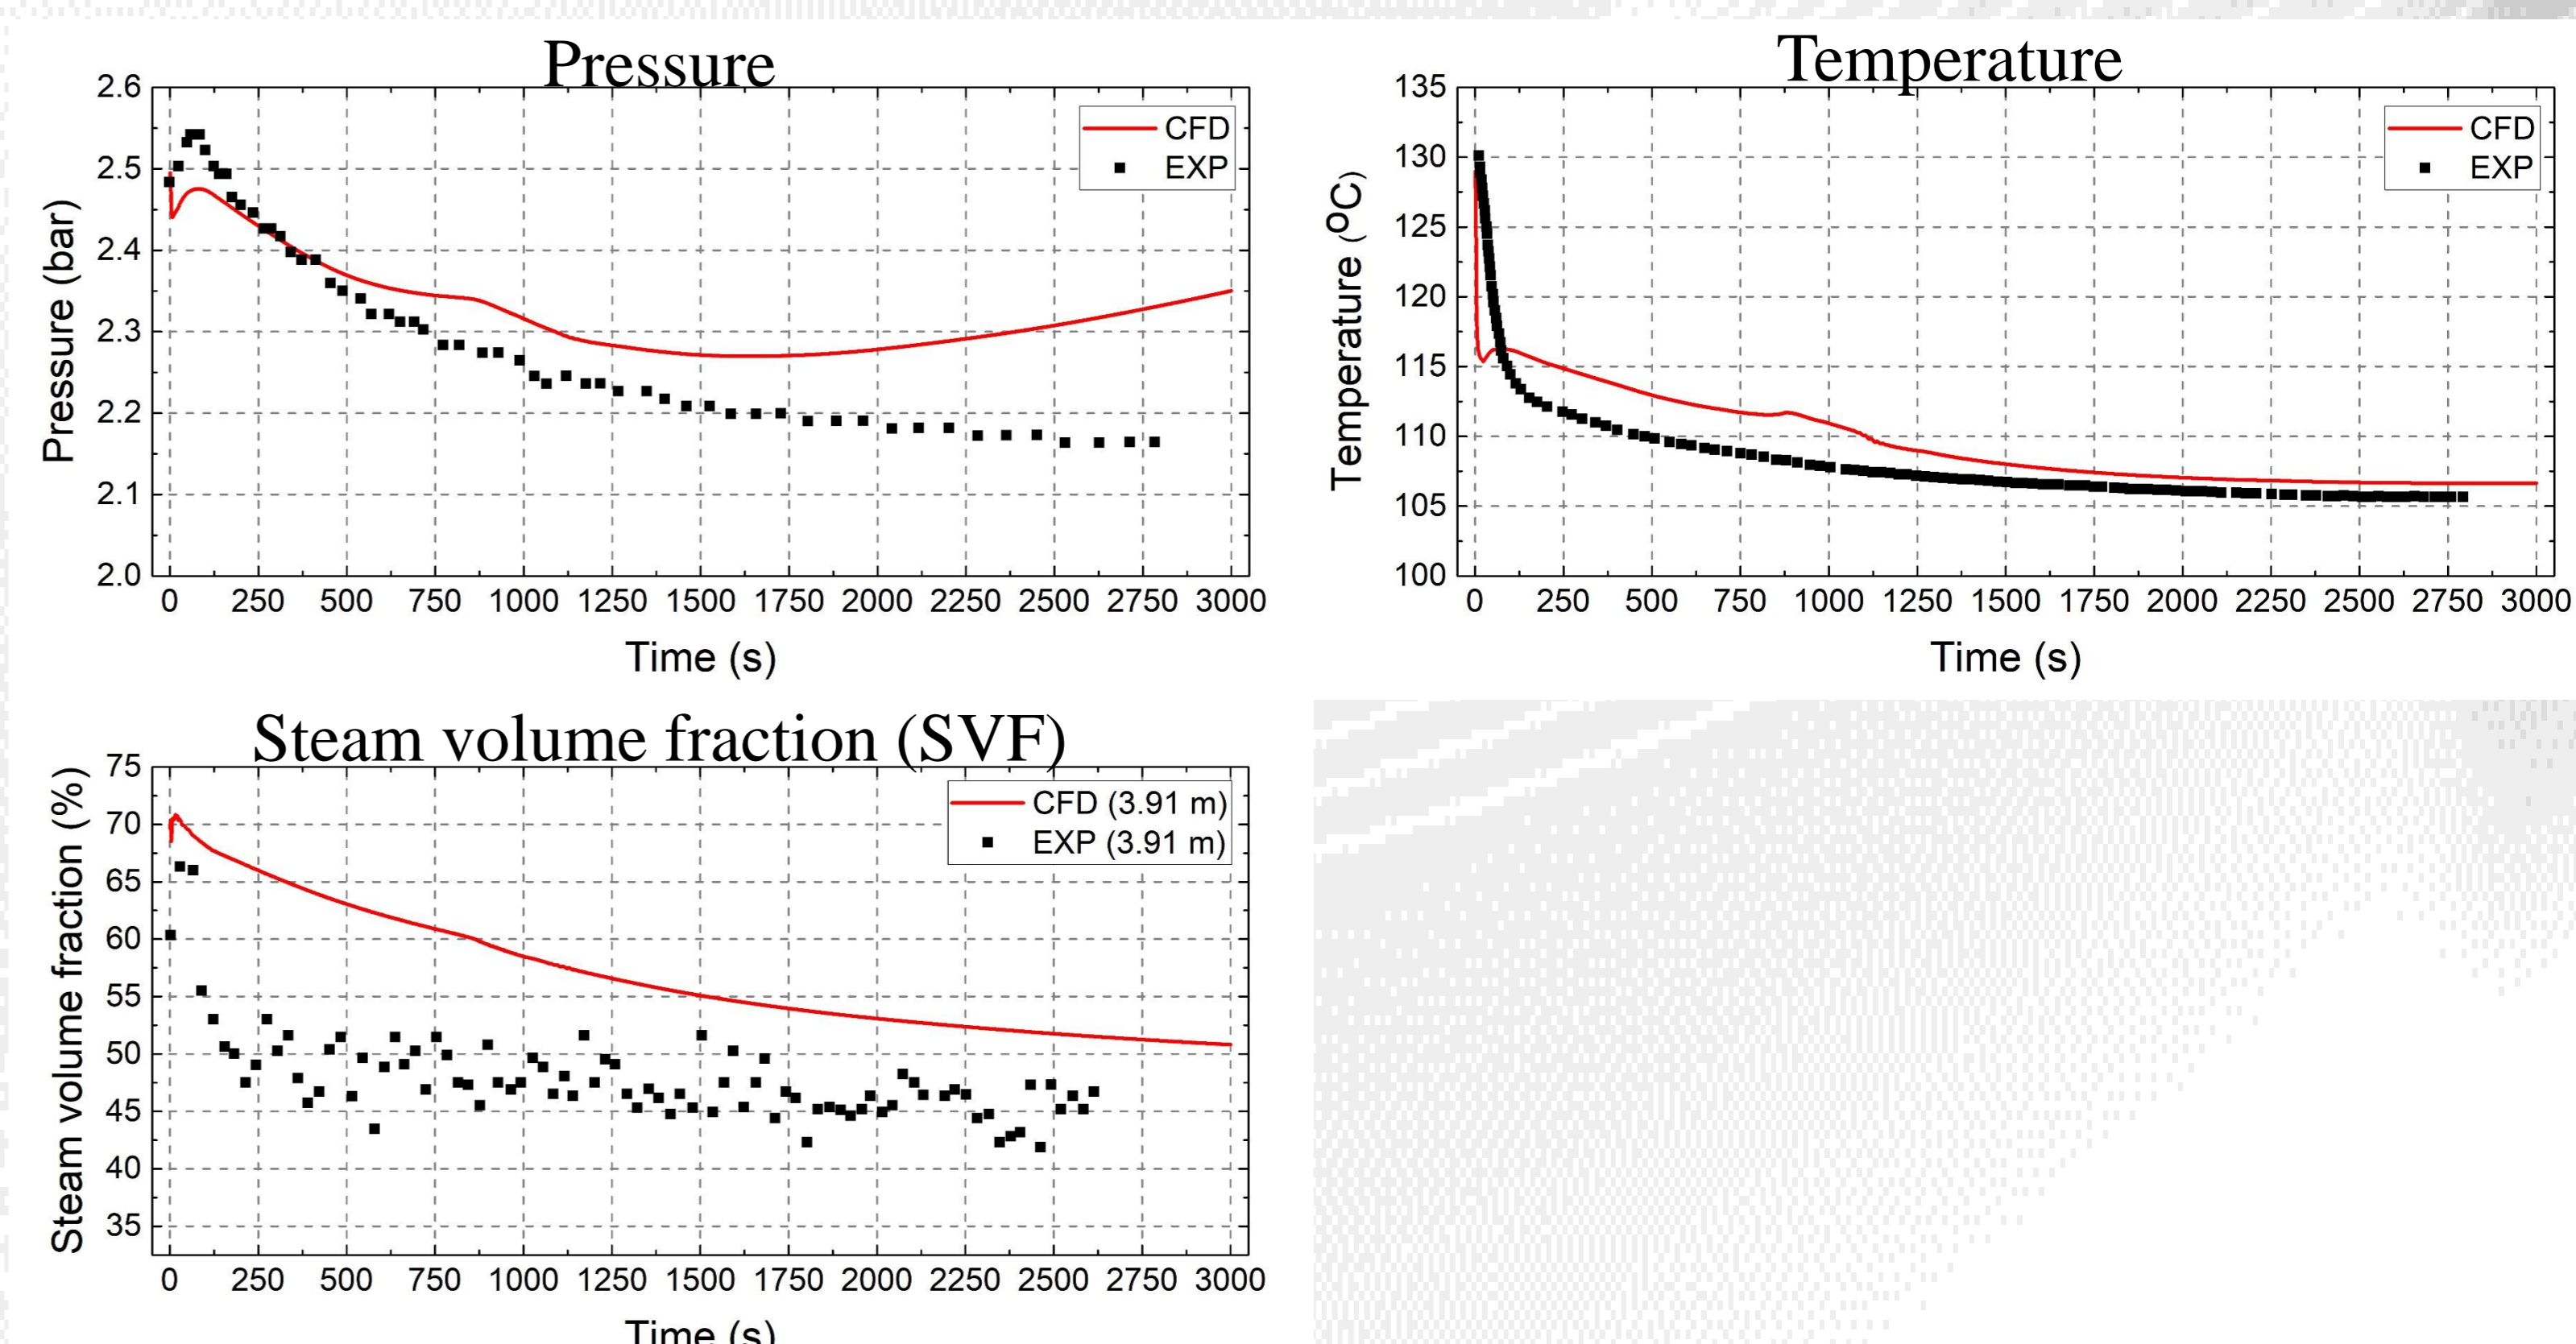 Pressure
2.6
2.5
2.4
2.3
2.2
2.1
2.0
Pressure (bar)
CFD
EXP
0 250 500 750 1000 1250 1500 1750 2000 2250 2500 2750 3000
Time (s)
Temperature
135
130
125
120
115
110
105
100
Temperature (°C)
CFD
EXP
0 250 500 750 1000 1250 1500 1750 2000 2250 2500 2750 3000
Time (s)
Steam volume fraction (SVF)
75
70
65
60
55
50
45
40
35
Steam volume fraction (%)
CFD (3.91 m)
EXP (3.91 m)
0 250 500 750 1000 1250 1500 1750 2000 2250 2500 2750 3000
Time (s)